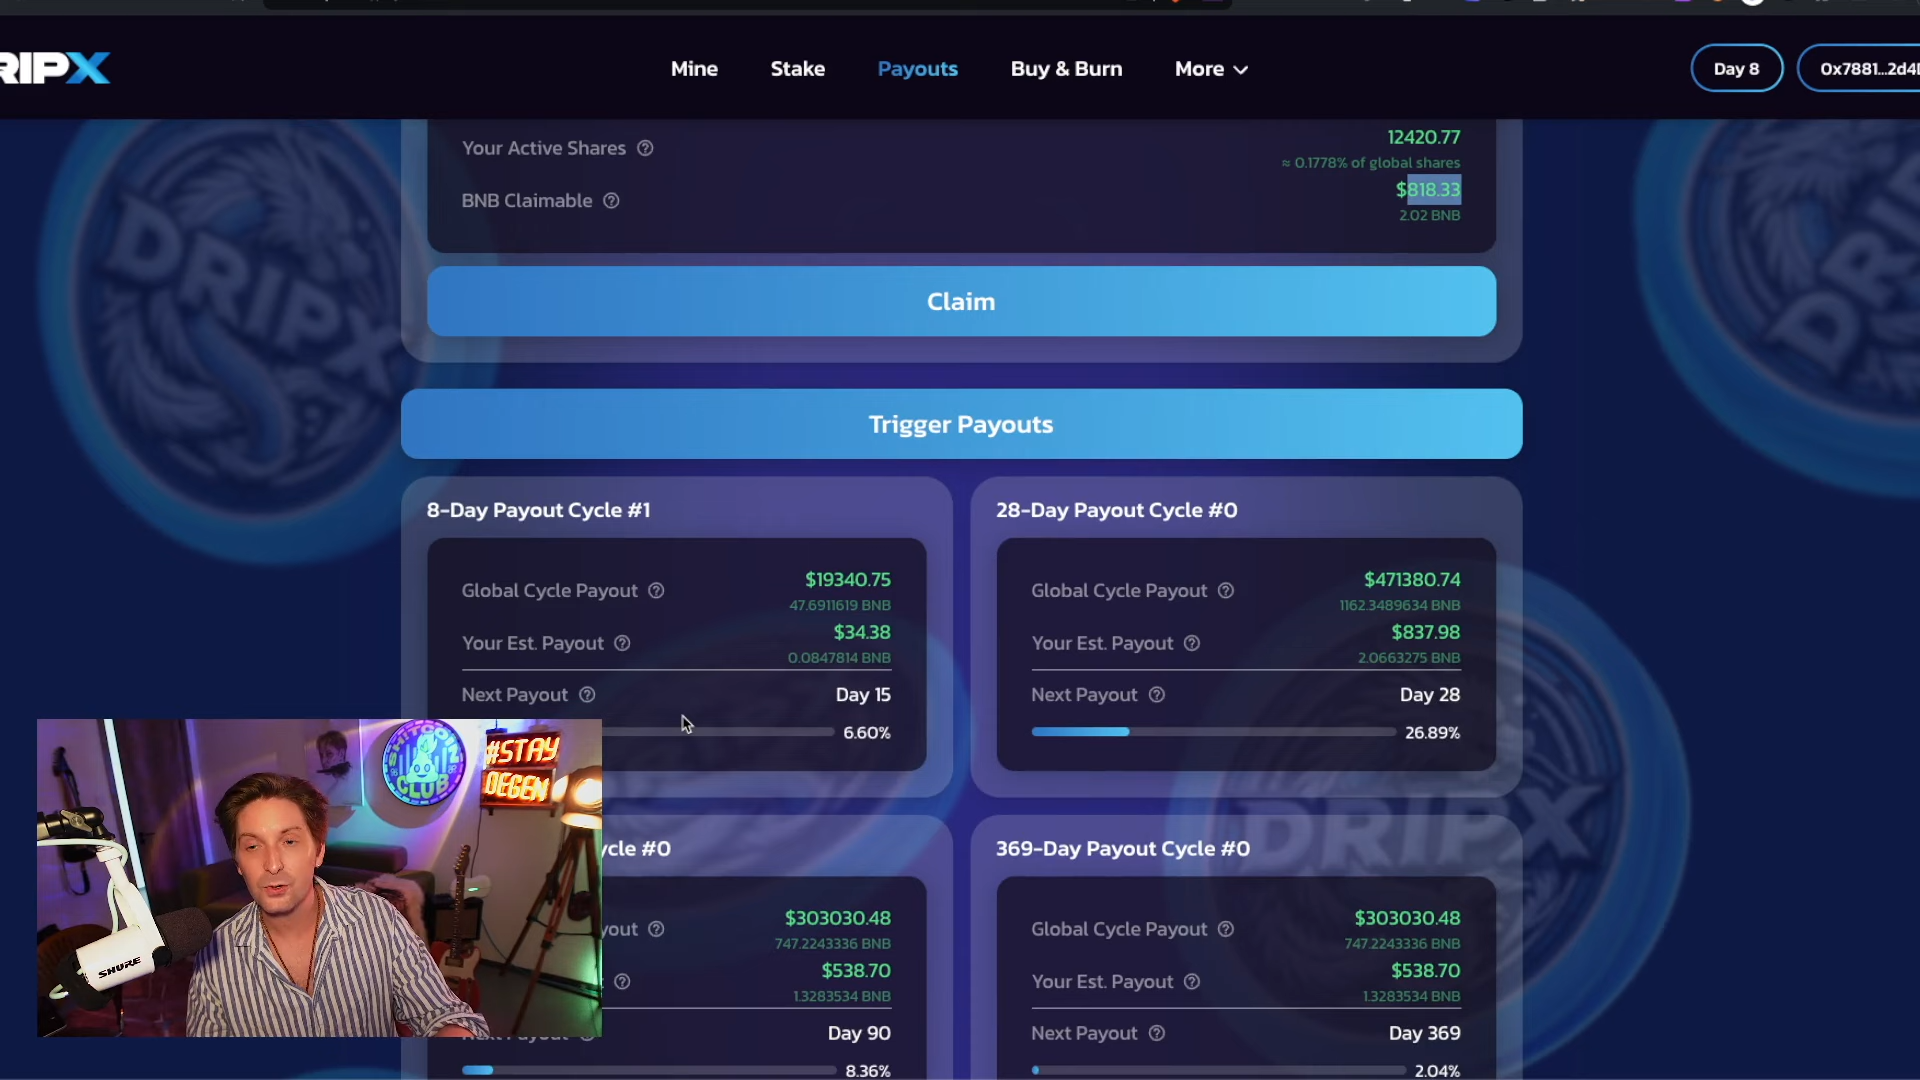 RIPX
Mine
Stake
Payouts
Buy & Burn
More
Day 8
0x7881...2d4
Your Active Shares
12420.77
≈ 0.1778% of global shares
BNB Claimable
$818.33
2.02 BNB
Claim
Trigger Payouts
8-Day Payout Cycle #1
Global Cycle Payout
$19340.75
47.6911619 BNB
Your Est. Payout
$34.38
0.0847814 BNB
Next Payout
Day 15
6.60%
28-Day Payout Cycle #0
Global Cycle Payout
$471380.74
1162.3489634 BNB
Your Est. Payout
$837.98
2.0663275 BNB
Next Payout
Day 28
26.89%
ycle #0
yout
$303030.48
747.2243336 BNB
$538.70
1.3283534 BNB
Day 90
8.36%
369-Day Payout Cycle #0
Global Cycle Payout
$303030.48
747.2243336 BNB
Your Est. Payout
$538.70
1.3283534 BNB
Next Payout
Day 369
2.04%
DRIPX
DRIPX
SH!TCOIN
CLUB
#STAY
DEGEN
SHURE